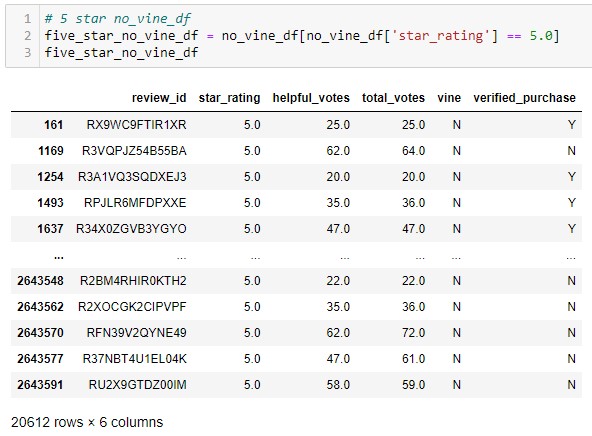 1 # 5 star no_vine_df
2 five_star_no_vine_df = no_vine_df[no_vine_df['star_rating'] == 5.0]
3 five_star_no_vine_df
review_id star_rating helpful_votes total_votes vine verified_purchase
161 RX9WC9FTIR1XR 5.0 25.0 25.0 N Y
1169 R3VQPJZ54B55BA 5.0 62.0 64.0 N N
1254 R3A1VQ3SQDXEJ3 5.0 20.0 20.0 N Y
1493 RPJLR6MFDPXXE 5.0 35.0 36.0 N Y
1637 R34X0ZGVB3YGYO 5.0 47.0 47.0 N Y
... ... ... ... ... ... ...
2643548 R2BM4RHIR0KTH2 5.0 22.0 22.0 N N
2643562 R2XOCGK2CIPVPF 5.0 35.0 36.0 N N
2643570 RFN39V2QYNE49 5.0 62.0 72.0 N N
2643577 R37NBT4U1EL04K 5.0 47.0 61.0 N N
2643591 RU2X9GTDZ00IM 5.0 58.0 59.0 N N
20612 rows × 6 columns